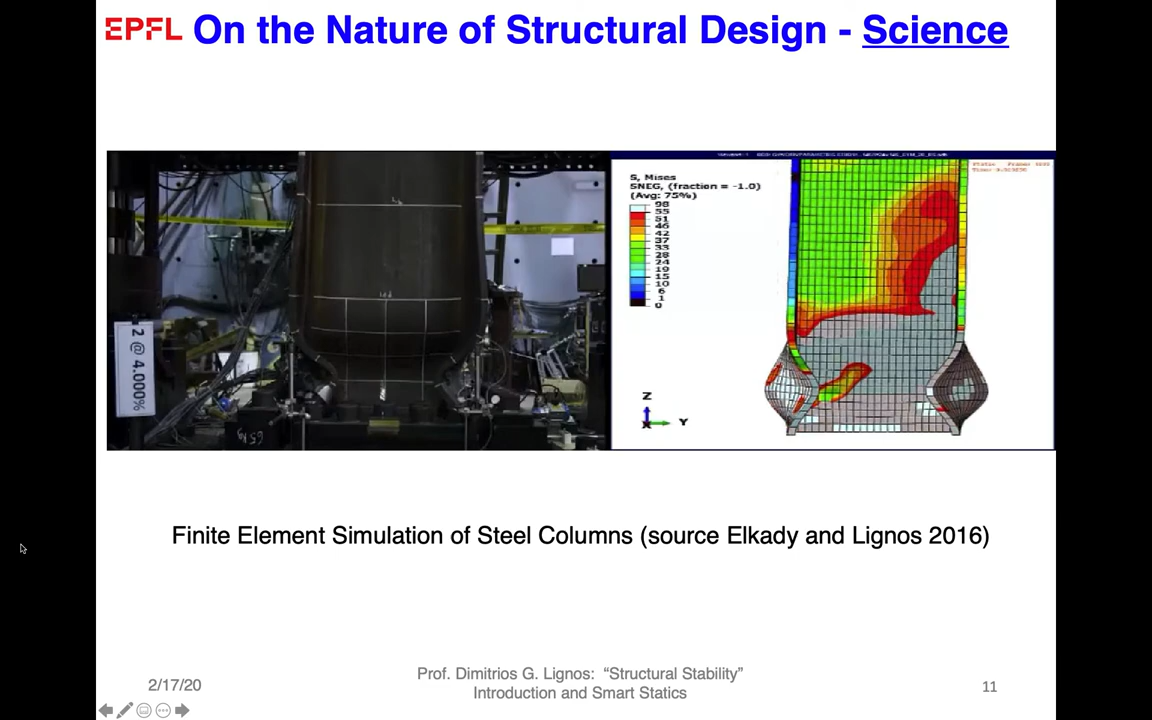 EPFL On the Nature of Structural Design - Science
2 @ 4.000%
65kg
S, Mises
SNEG, (fraction = -1.0)
(Avg: 75%)
98
55
51
46
42
37
33
28
24
19
15
10
6
1
0
Z
Y
X
Finite Element Simulation of Steel Columns (source Elkady and Lignos 2016)
2/17/20
Prof. Dimitrios G. Lignos: “Structural Stability”
Introduction and Smart Statics
11